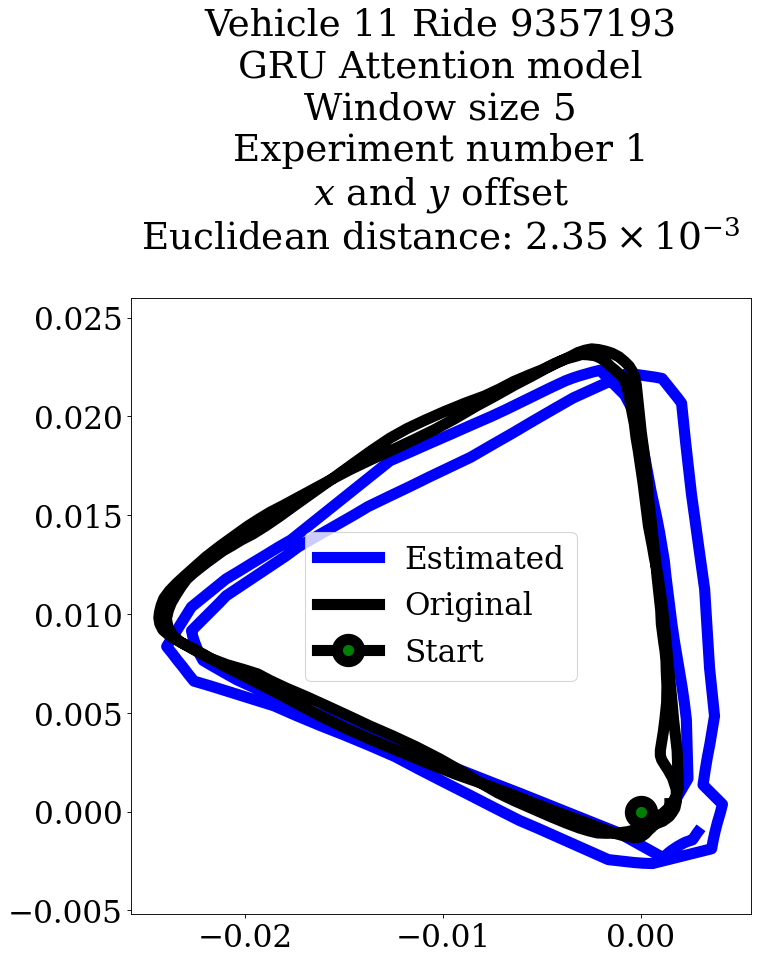 Vehicle 11 Ride 9357193
GRU Attention model
Window size 5
Experiment number 1
x and y offset
Euclidean distance: 2.35 × 10⁻³
0.025
0.020
0.015
0.010
0.005
0.000
−0.005
Estimated
Original
Start
−0.02
−0.01
0.00